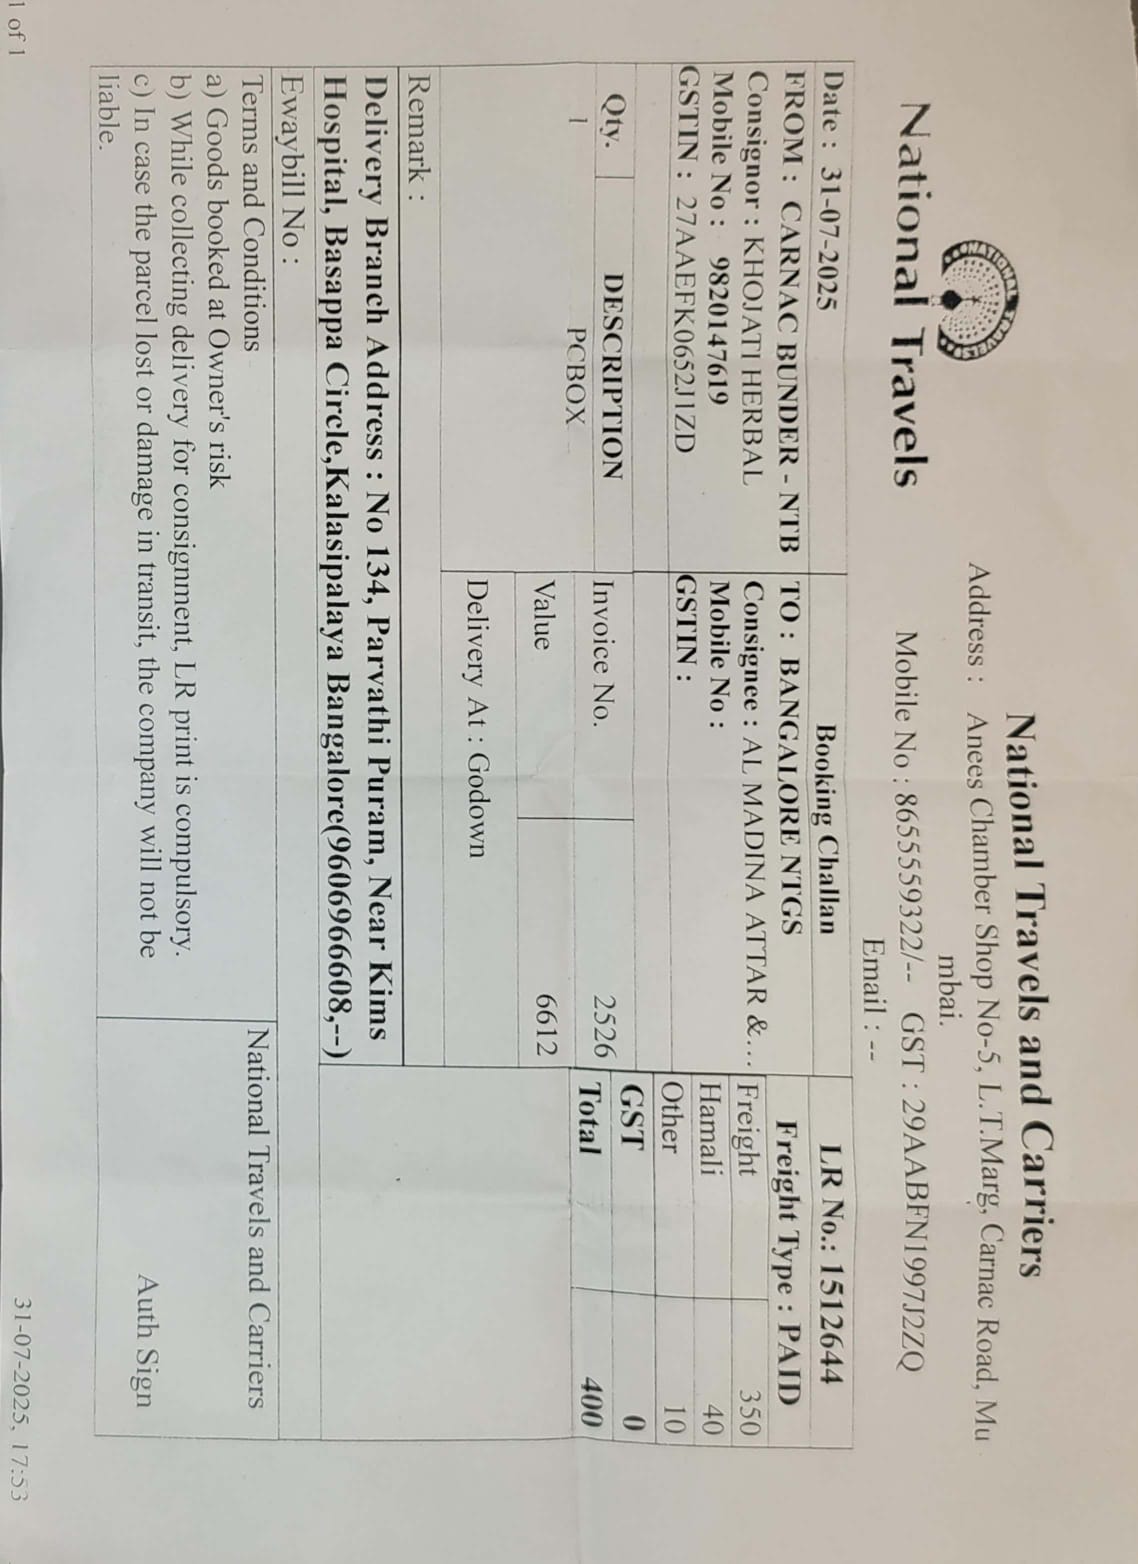 National Travels and Carriers
NATIONAL TRAVELS
National Travels
Address : Anees Chamber Shop No-5, L.T.Marg, Carnac Road, Mu
mbai.
Mobile No : 8655559322/-- GST : 29AABFN1997J2ZQ
Email : --
Date : 31-07-2025 Booking Challan LR No.: 1512644
FROM : CARNAC BUNDER - NTB TO : BANGALORE NTGS Freight Type : PAID
Consignor : KHOJATI HERBAL Consignee : AL MADINA ATTAR &... Freight 350
Mobile No : 9820147619 Mobile No : Hamali 40
GSTIN : 27AAEFK0652J1ZD GSTIN : Other 10
GST 0
Qty. DESCRIPTION Invoice No. 2526 Total 400
1 PCBOX
Value 6612
Delivery At : Godown
Remark :
Delivery Branch Address : No 134, Parvathi Puram, Near Kims
Hospital, Basappa Circle,Kalasipalaya Bangalore(9606966608,--)
Ewaybill No :
Terms and Conditions National Travels and Carriers
a) Goods booked at Owner's risk
b) While collecting delivery for consignment, LR print is compulsory.
c) In case the parcel lost or damage in transit, the company will not be
liable.
Auth Sign
1 of 1 31-07-2025, 17:53